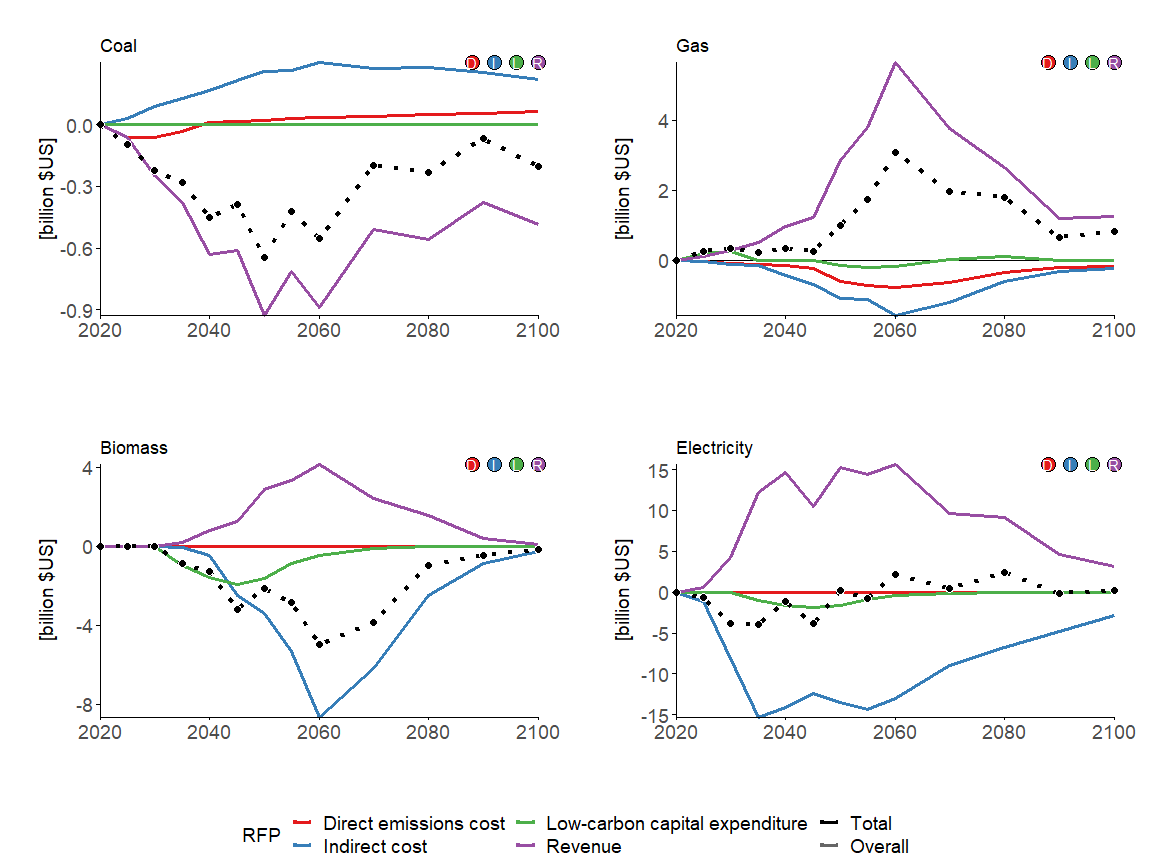 Coal
D I L R
[billion $US]
0.0
-0.3
-0.6
-0.9
2020 2040 2060 2080 2100
Gas
D I L R
[billion $US]
4
2
0
2020 2040 2060 2080 2100
Biomass
D I L R
[billion $US]
4
0
-4
-8
2020 2040 2060 2080 2100
Electricity
D I L R
[billion $US]
15
10
5
0
-5
-10
-15
2020 2040 2060 2080 2100
RFP
Direct emissions cost Low-carbon capital expenditure Total
Indirect cost Revenue Overall